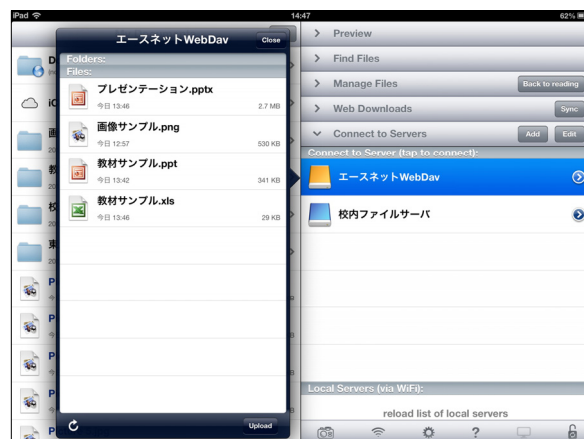 iPad
14:47
62%
エースネットWebDav
Close
Folders:
Files:
プレゼンテーション.pptx
今日 13:46
2.7 MB
画像サンプル.png
今日 12:57
530 KB
教材サンプル.ppt
今日 13:42
341 KB
教材サンプル.xls
今日 13:46
29 KB
Upload
Preview
Find Files
Manage Files
Back to reading
Web Downloads
Sync
Connect to Servers
Add
Edit
Connect to Server (tap to connect):
エースネットWebDav
校内ファイルサーバ
Local Servers (via WiFi):
reload list of local servers